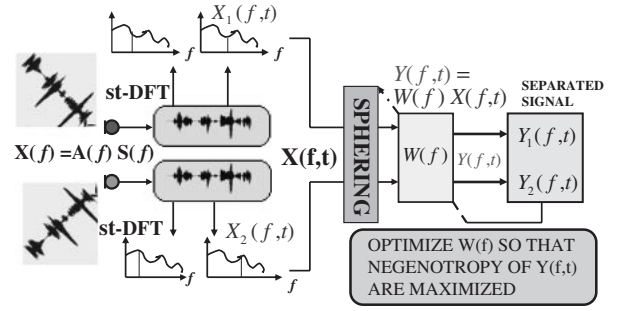 X₁(f,t)
f
f
st-DFT
X(f) =A(f) S(f)
st-DFT
X₂(f,t)
f
f
X(f,t)
SPHERING
Y(f,t) =
W(f) X(f,t)
W(f)
Y(f,t)
SEPARATED
SIGNAL
Y₁(f,t)
Y₂(f,t)
OPTIMIZE W(f) SO THAT
NEGENOTROPY OF Y(f,t)
ARE MAXIMIZED